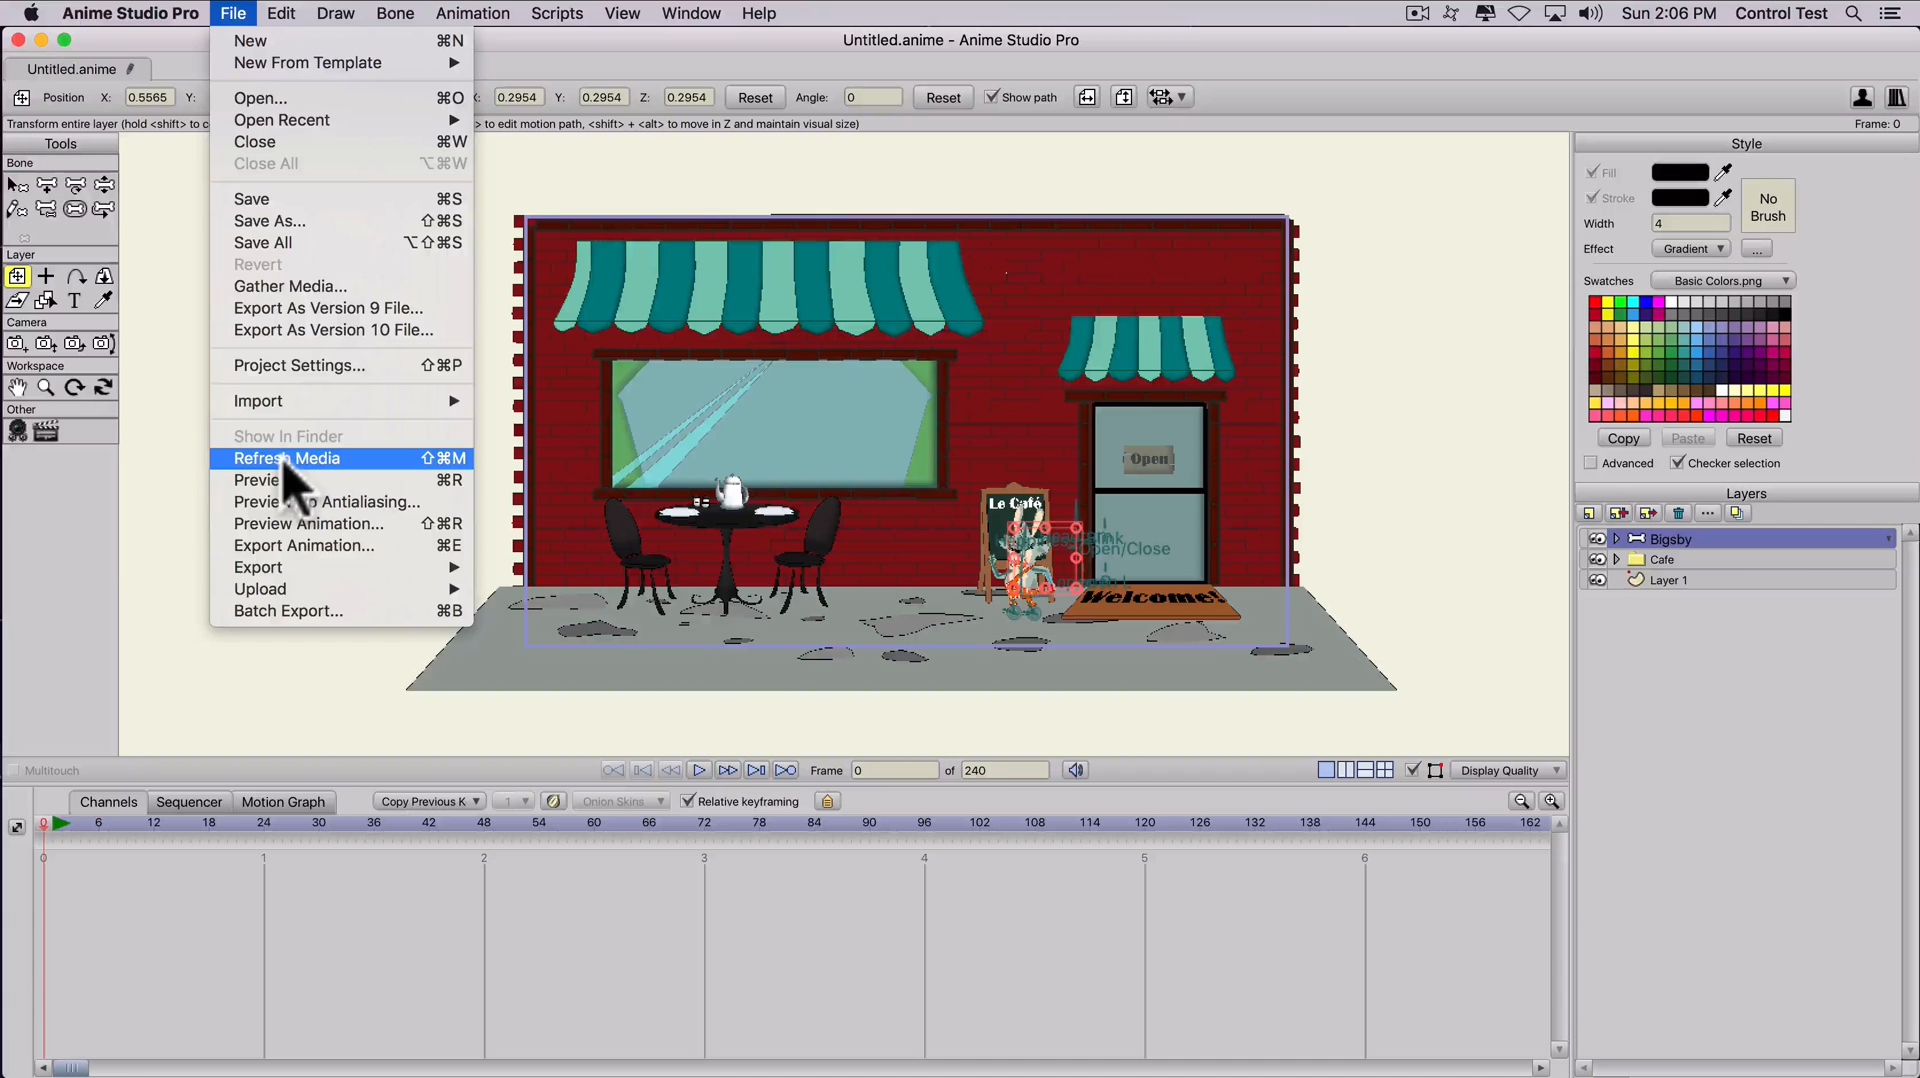 Anime Studio Pro File Edit Draw Bone Animation Scripts View Window Help Sun 2:06 PM Control Test
Untitled.anime - Anime Studio Pro
Untitled.anime
Position X: 0.5565 Y: X: 0.2954 Y: 0.2954 Z: 0.2954 Reset Angle: 0 Reset Show path
Transform entire layer (hold <shift> to c > to edit motion path, <shift> + <alt> to move in Z and maintain visual size) Frame: 0
New ⌘N
New From Template
Open... ⌘O
Open Recent
Close ⌘W
Close All ⌥⌘W
Save ⌘S
Save As... ⇧⌘S
Save All ⌥⇧⌘S
Revert
Gather Media...
Export As Version 9 File...
Export As Version 10 File...
Project Settings... ⇧⌘P
Import
Show In Finder
Refresh Media ⇧⌘M
Previe ⌘R
Previe p Antialiasing...
Preview Animation... ⇧⌘R
Export Animation... ⌘E
Export
Upload
Batch Export... ⌘B
Tools
Bone
Layer
Camera
Workspace
Other
Open
Le Café
Open/Close
Welcome!
Style
Fill
Stroke
No
Brush
Width 4
Effect Gradient ...
Swatches Basic Colors.png
Copy Paste Reset
Advanced Checker selection
Layers
Bigsby
Cafe
Layer 1
Multitouch Frame 0 of 240 Display Quality
Channels Sequencer Motion Graph Copy Previous K 1 Onion Skins Relative keyframing
0 6 12 18 24 30 36 42 48 54 60 66 72 78 84 90 96 102 108 114 120 126 132 138 144 150 156 162
0 1 2 3 4 5 6